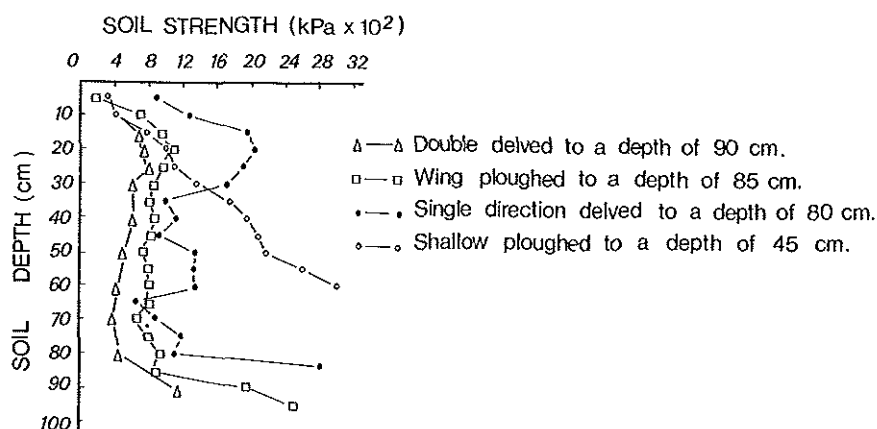 SOIL STRENGTH (kPa x 10²)
0 4 8 12 16 20 24 28 32
SOIL DEPTH (cm)
10
20
30
40
50
60
70
80
90
100
Double delved to a depth of 90 cm.
Wing ploughed to a depth of 85 cm.
Single direction delved to a depth of 80 cm.
Shallow ploughed to a depth of 45 cm.